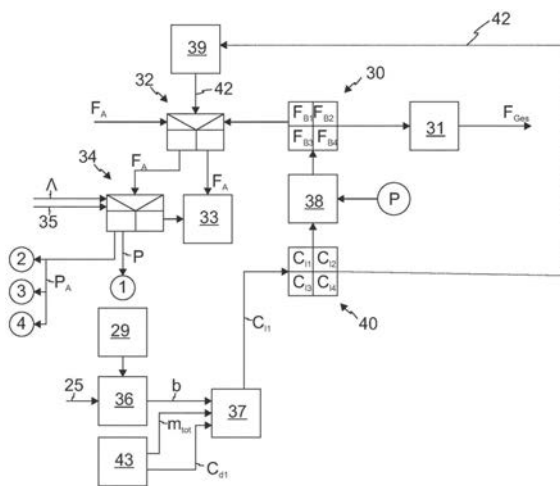 42
39
32
42
30
F_A
F_B1 F_B2
F_B3 F_B4
31
F_Ges
34
F_A
F_A
Λ
35
33
38
P
2
P
P_A
1
3
4
C_I1 C_I2
C_I3 C_I4
40
29
C_I1
25
36
b
37
m_tot
43
C_d1